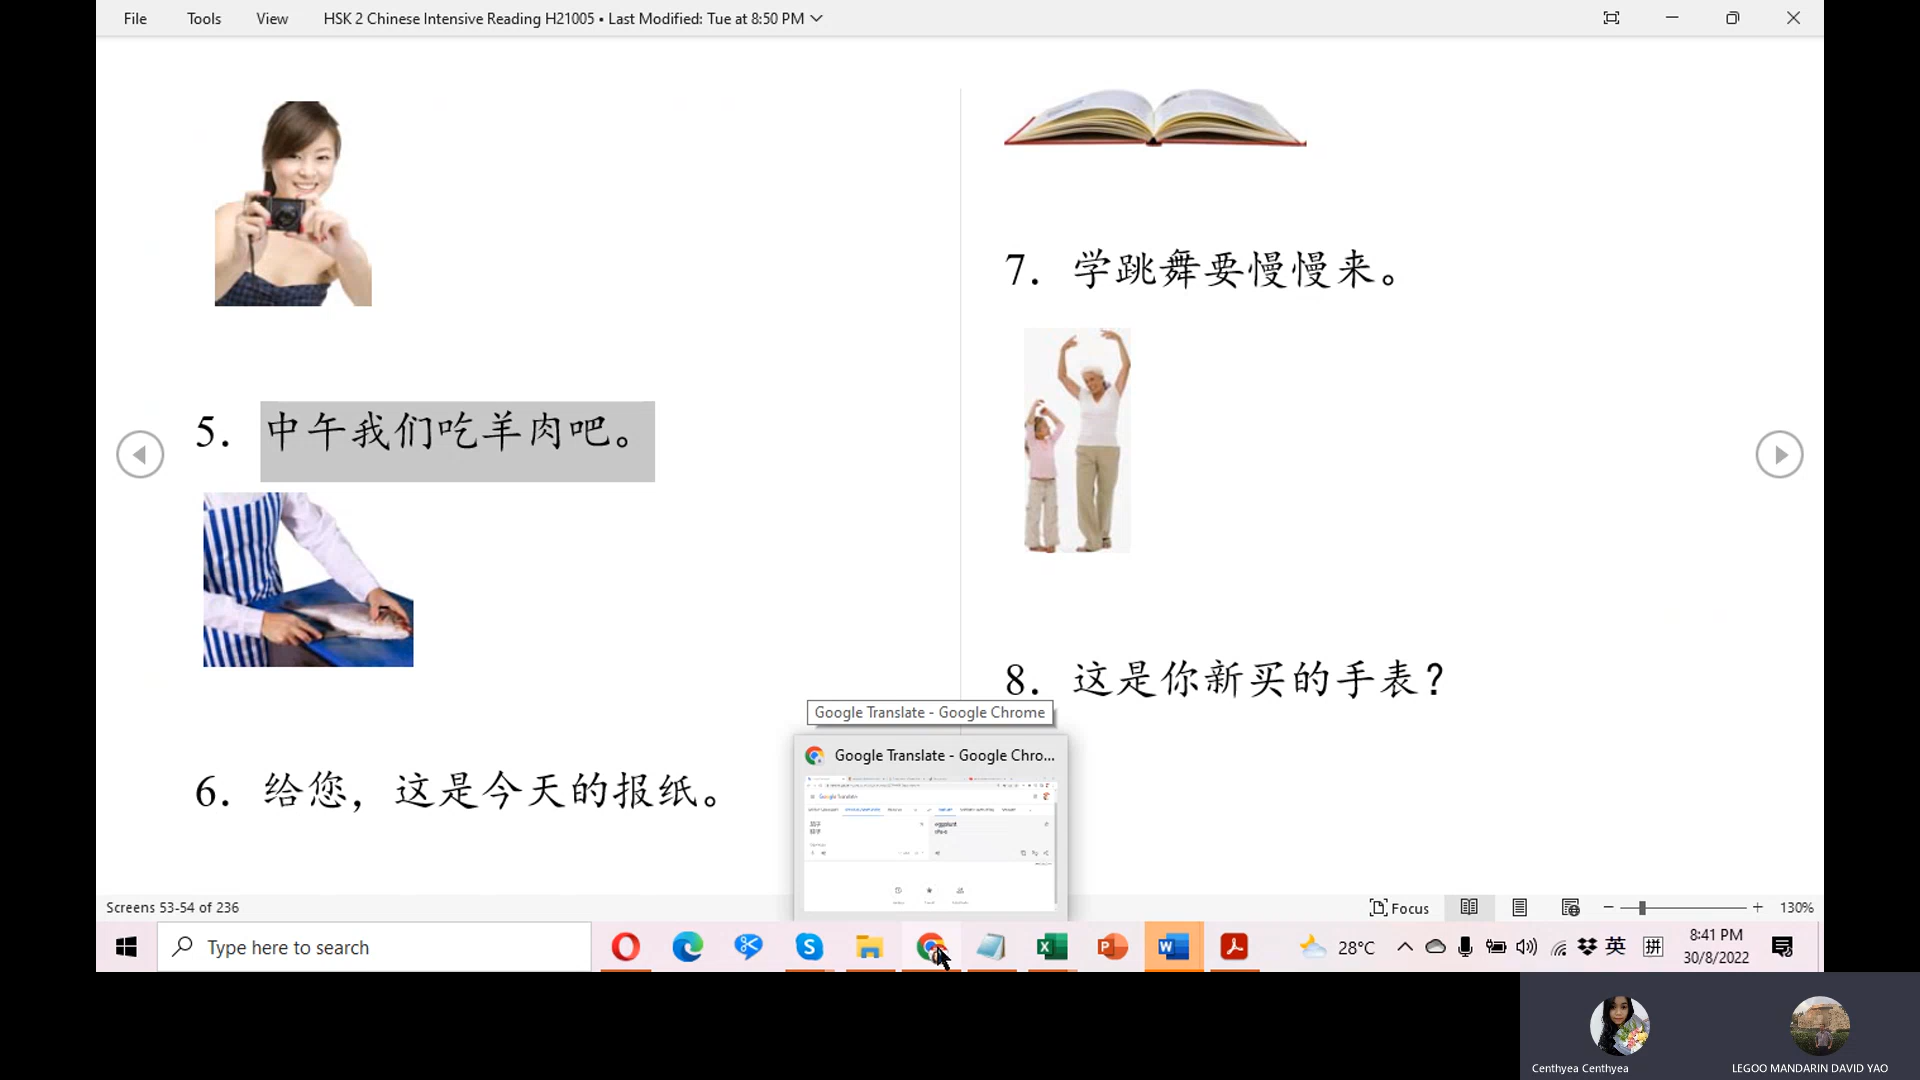 File Tools View HSK 2 Chinese Intensive Reading H21005 • Last Modified: Tue at 8:50 PM
5. 中午我们吃羊肉吧。
6. 给您，这是今天的报纸。
7. 学跳舞要慢慢来。
8. 这是你新买的手表？
Google Translate - Google Chrome
Google Translate - Google Chro...
Screens 53-54 of 236
Focus
130%
Type here to search
28°C
英
拼
8:41 PM
30/8/2022
Centhyea Centhyea
LEGOO MANDARIN DAVID YAO